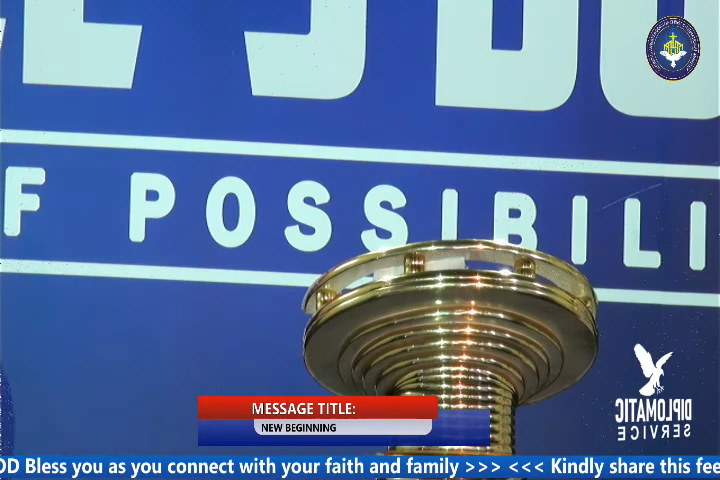 F POSSIBILI
MESSAGE TITLE:
NEW BEGINNING
DIPLOMATIC
SERVICE
OD Bless you as you connect with your faith and family >>> <<< Kindly share this fee